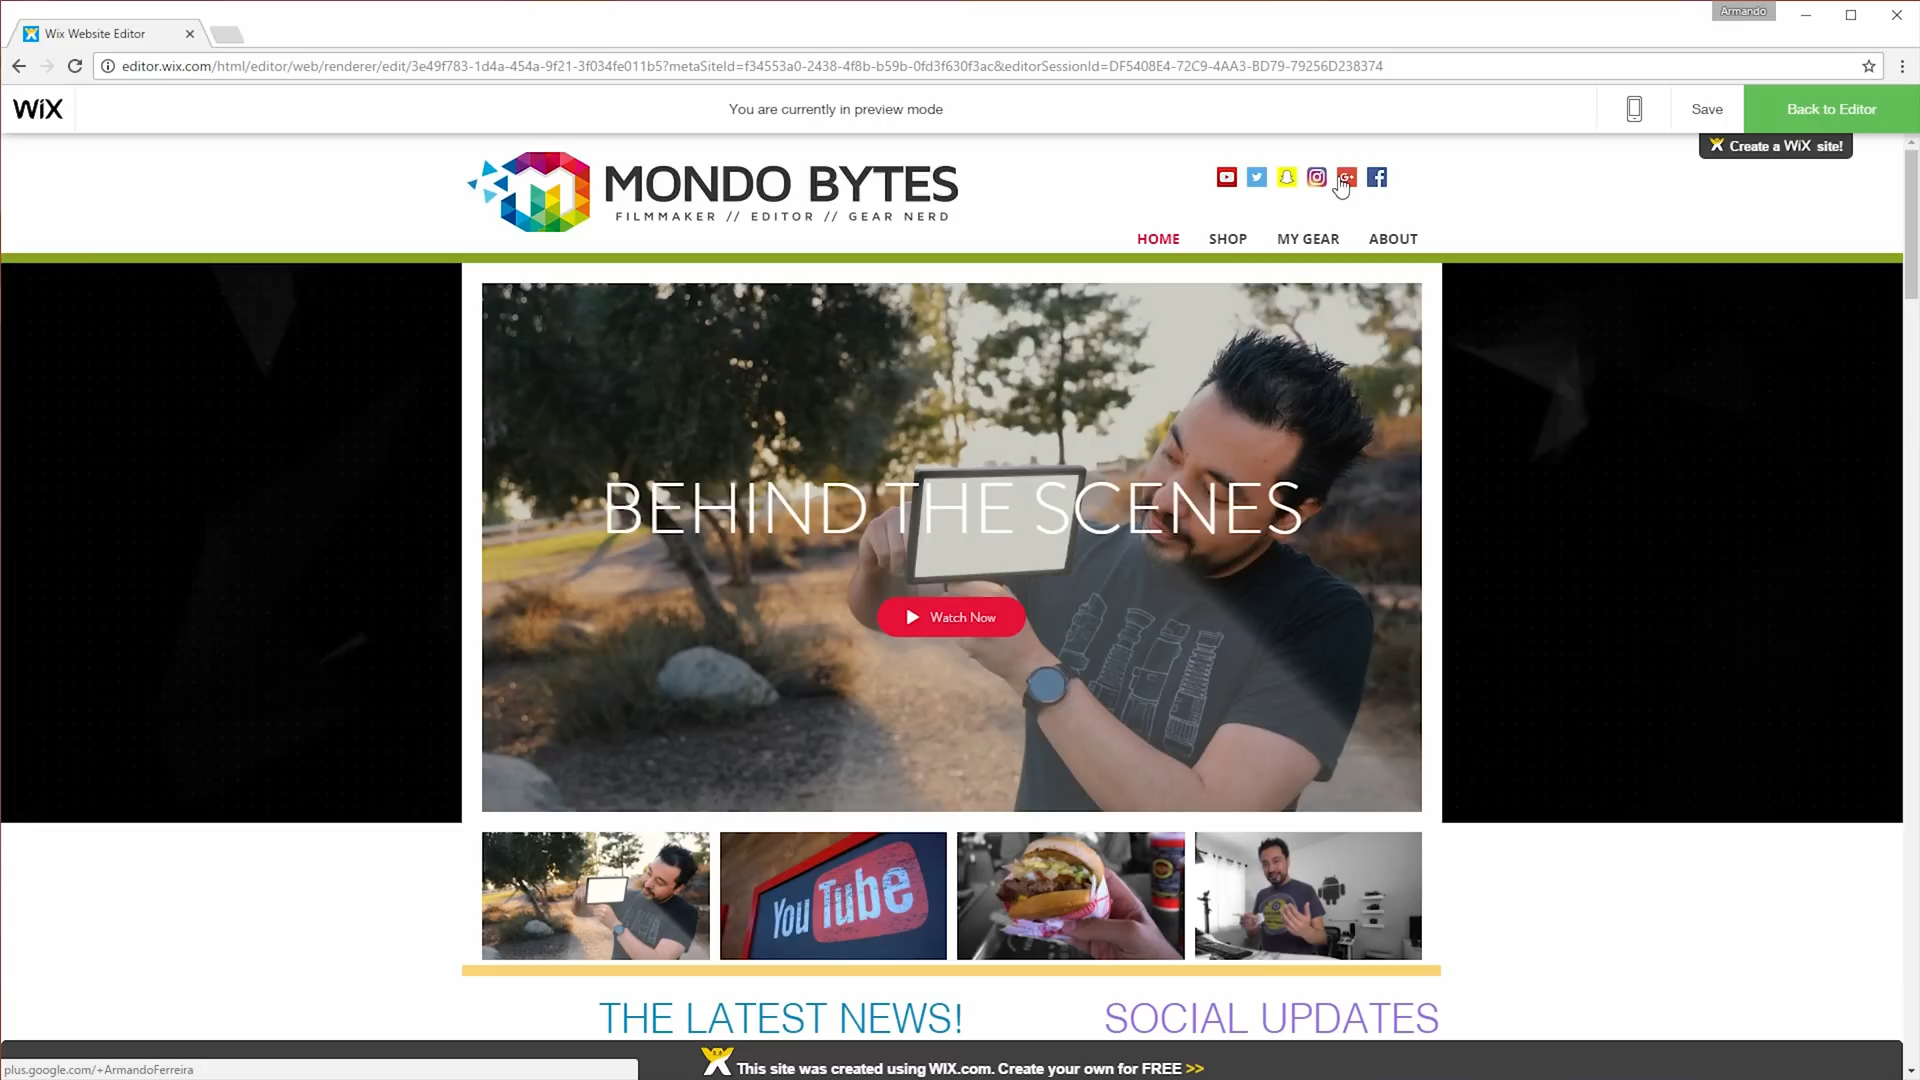 Armando
Wix Website Editor
editor.wix.com/html/editor/web/renderer/edit/3e49f783-1d4a-454a-9f21-3f034fe011b5?metaSiteId=f34553a0-2438-4f8b-b59b-0fd3f630f3ac&editorSessionId=DF5408E4-72C9-4AA3-BD79-79256D238374
WiX
You are currently in preview mode
Save
Back to Editor
Create a WiX site!
MONDO BYTES
FILMMAKER // EDITOR // GEAR NERD
G+
HOME
SHOP
MY GEAR
ABOUT
BEHIND THE SCENES
Watch Now
You Tube
THE LATEST NEWS!
SOCIAL UPDATES
This site was created using WIX.com. Create your own for FREE >>
plus.google.com/+ArmandoFerreira